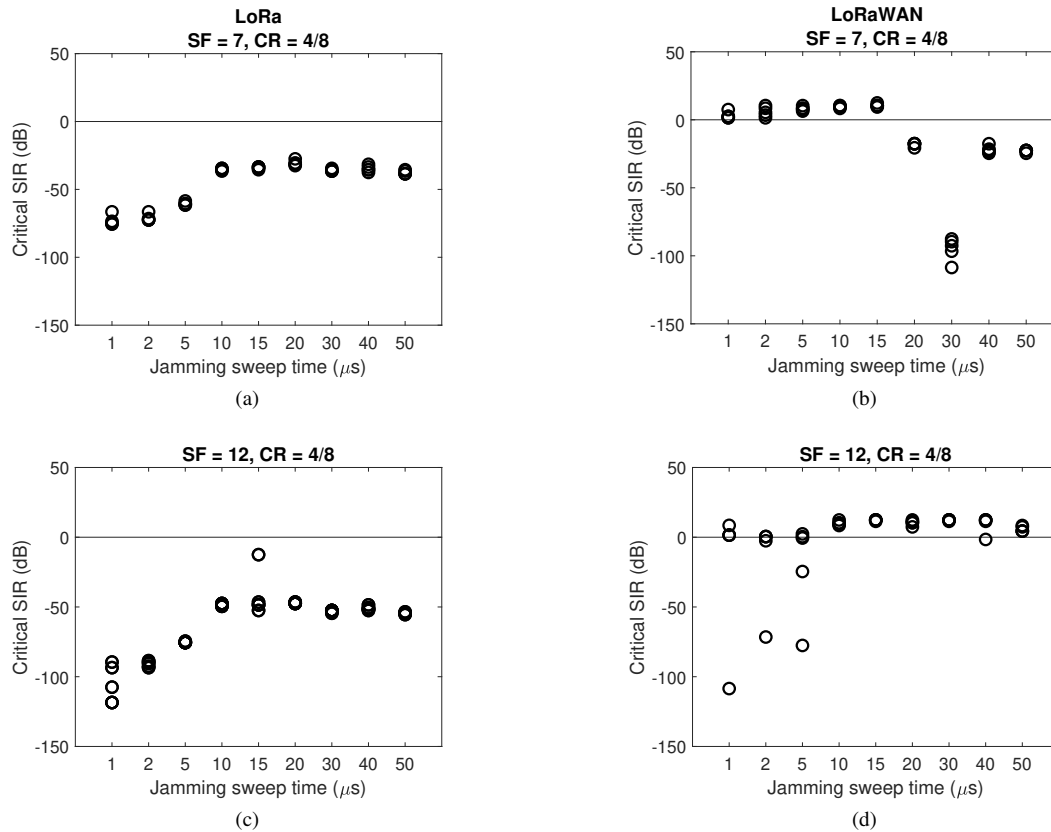 LoRa
SF = 7, CR = 4/8
50
0
-50
-100
-150
Critical SIR (dB)
1 2 5 10 15 20 30 40 50
Jamming sweep time (μs)
(a)
LoRaWAN
SF = 7, CR = 4/8
50
0
-50
-100
-150
Critical SIR (dB)
1 2 5 10 15 20 30 40 50
Jamming sweep time (μs)
(b)
SF = 12, CR = 4/8
50
0
-50
-100
-150
Critical SIR (dB)
1 2 5 10 15 20 30 40 50
Jamming sweep time (μs)
(c)
SF = 12, CR = 4/8
50
0
-50
-100
-150
Critical SIR (dB)
1 2 5 10 15 20 30 40 50
Jamming sweep time (μs)
(d)